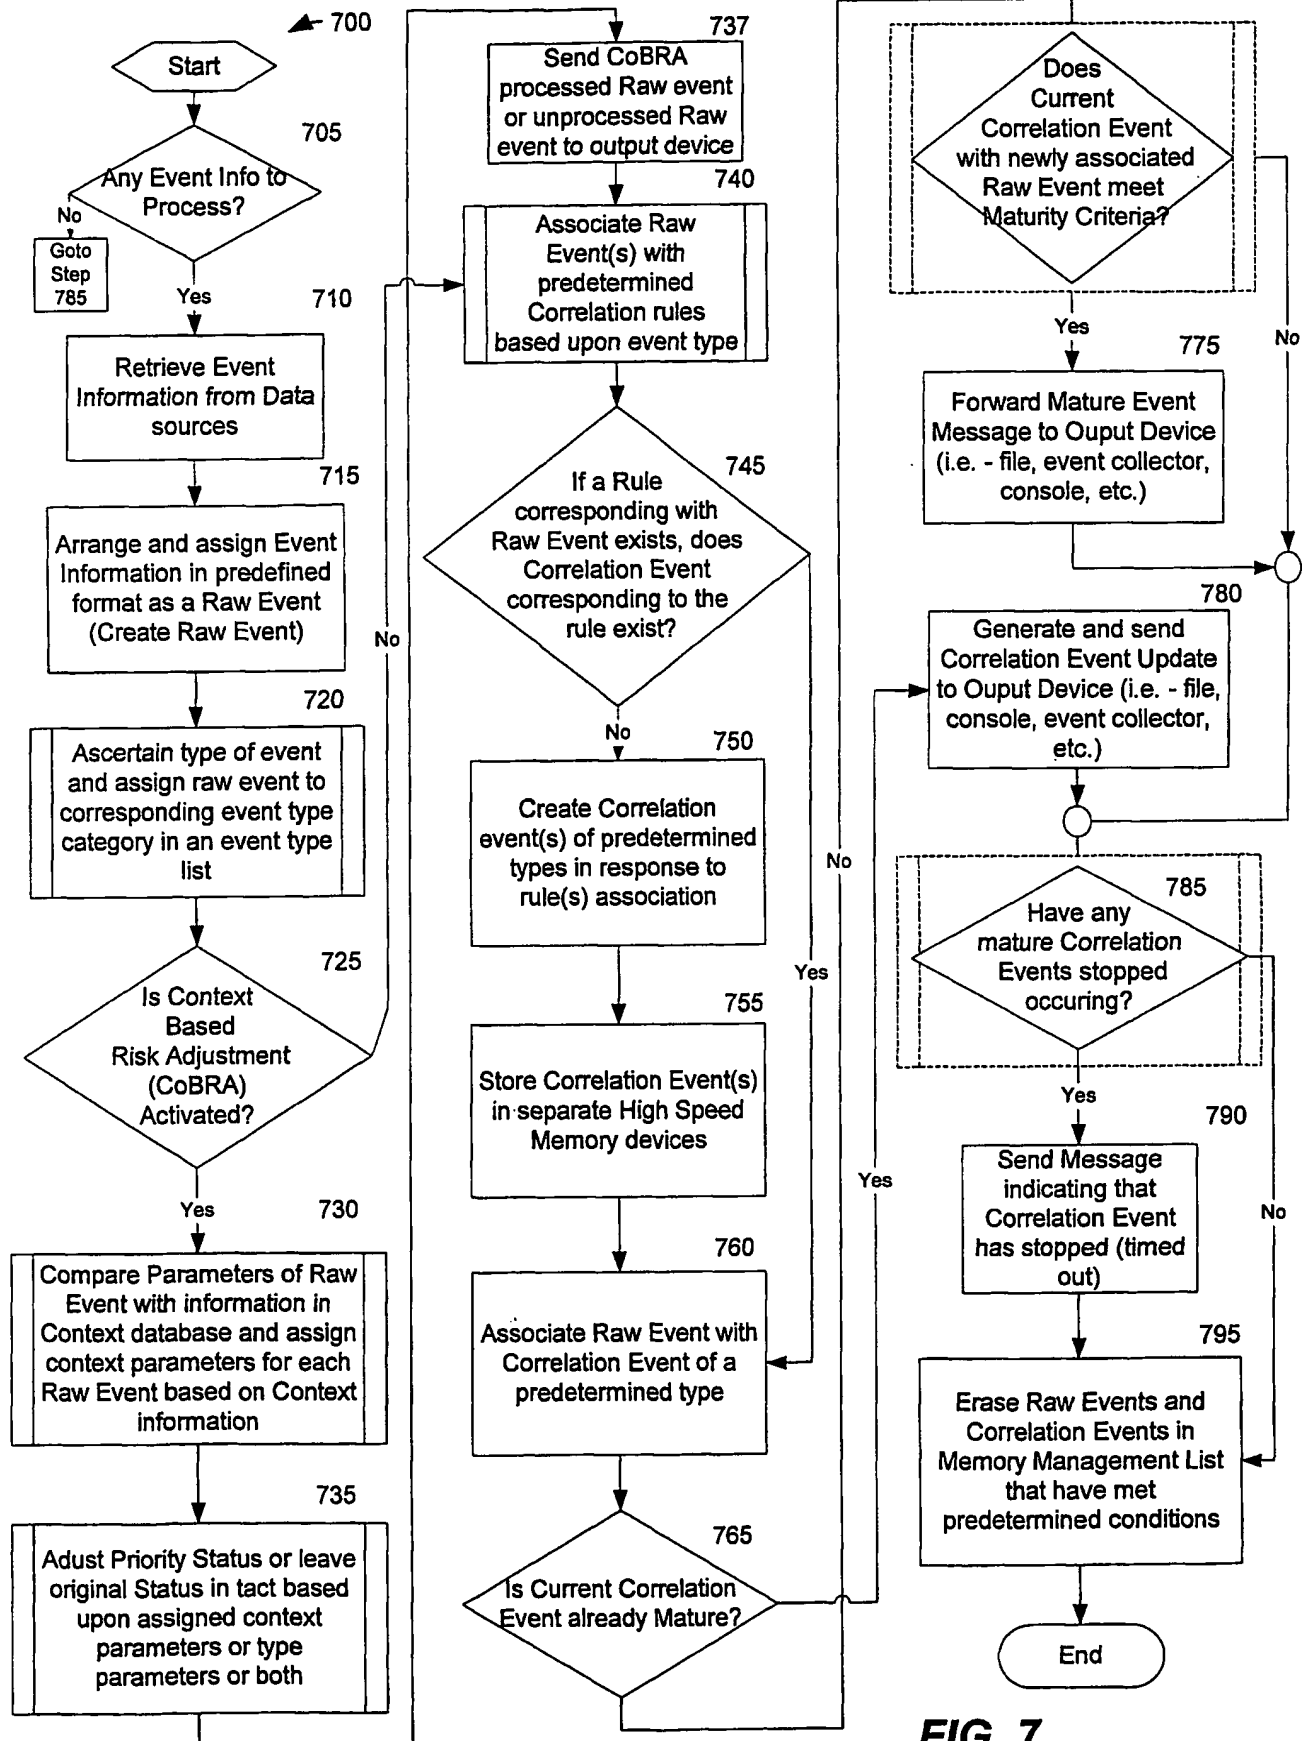 700
Start
705
Any Event Info to
Process?
No
Goto
Step
785
Yes
710
Retrieve Event
Information from Data
sources
715
Arrange and assign Event
Information in predefined
format as a Raw Event
(Create Raw Event)
720
Ascertain type of event
and assign raw event to
corresponding event type
category in an event type
list
725
Is Context
Based
Risk Adjustment
(CoBRA)
Activated?
No
Yes
730
Compare Parameters of Raw
Event with information in
Context database and assign
context parameters for each
Raw Event based on Context
information
735
Adust Priority Status or leave
original Status in tact based
upon assigned context
parameters or type
parameters or both
737
Send CoBRA
processed Raw event
or unprocessed Raw
event to output device
740
Associate Raw
Event(s) with
predetermined
Correlation rules
based upon event type
745
If a Rule
corresponding with
Raw Event exists, does
Correlation Event
corresponding to the
rule exist?
No
Yes
750
Create Correlation
event(s) of predetermined
types in response to
rule(s) association
755
Store Correlation Event(s)
in separate High Speed
Memory devices
760
Associate Raw Event with
Correlation Event of a
predetermined type
765
Is Current Correlation
Event already Mature?
No
Yes
Does
Current
Correlation Event
with newly associated
Raw Event meet
Maturity Criteria?
Yes
No
775
Forward Mature Event
Message to Ouput Device
(i.e. - file, event collector,
console, etc.)
780
Generate and send
Correlation Event Update
to Ouput Device (i.e. - file,
console, event collector,
etc.)
785
Have any
mature Correlation
Events stopped
occuring?
Yes
No
790
Send Message
indicating that
Correlation Event
has stopped (timed
out)
795
Erase Raw Events and
Correlation Events in
Memory Management List
that have met
predetermined conditions
End
FIG. 7